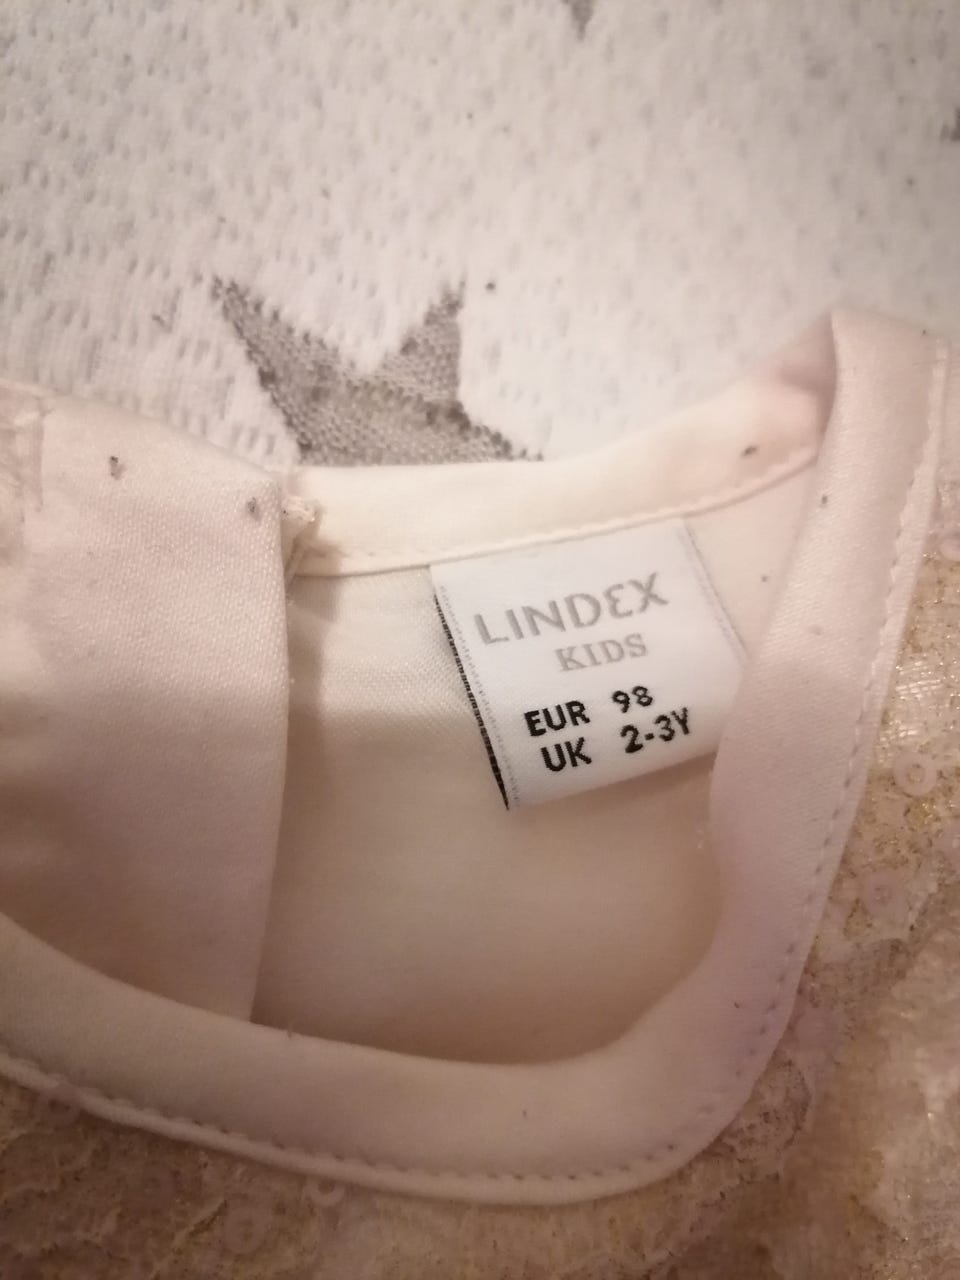 LINDEX
KIDS
EUR 98
UK 2-3Y